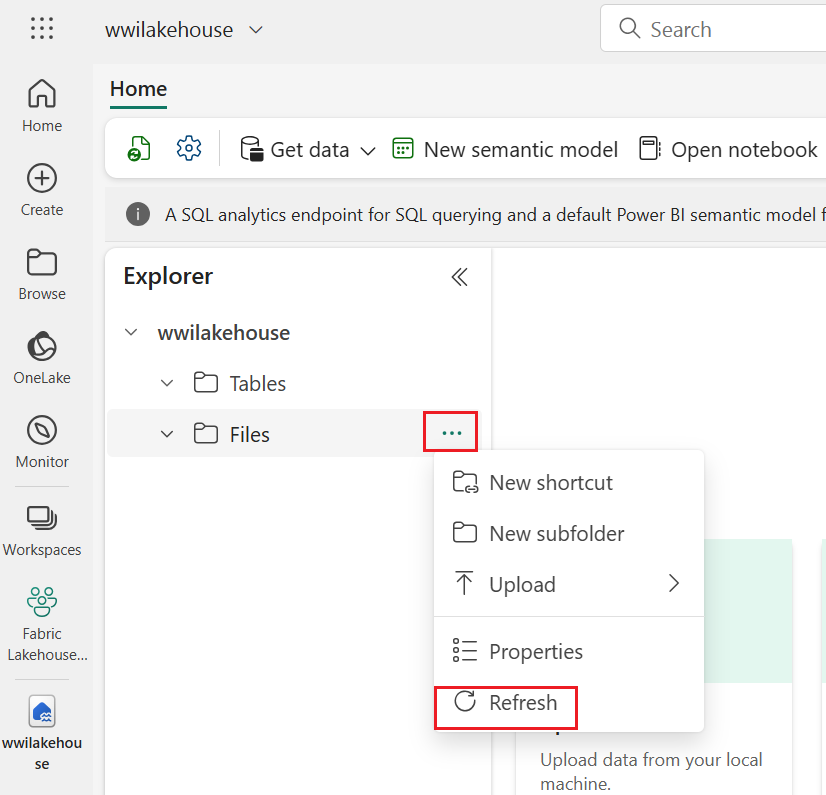 wwilakehouse
Search
Home
Home
Get data
New semantic model
Open notebook
Create
A SQL analytics endpoint for SQL querying and a default Power BI semantic model f
Browse
Explorer
wwilakehouse
OneLake
Tables
Files
...
Monitor
New shortcut
New subfolder
Workspaces
Upload
Fabric
Lakehouse...
Properties
Refresh
wwilakehou
se
Upload data from your local
machine.